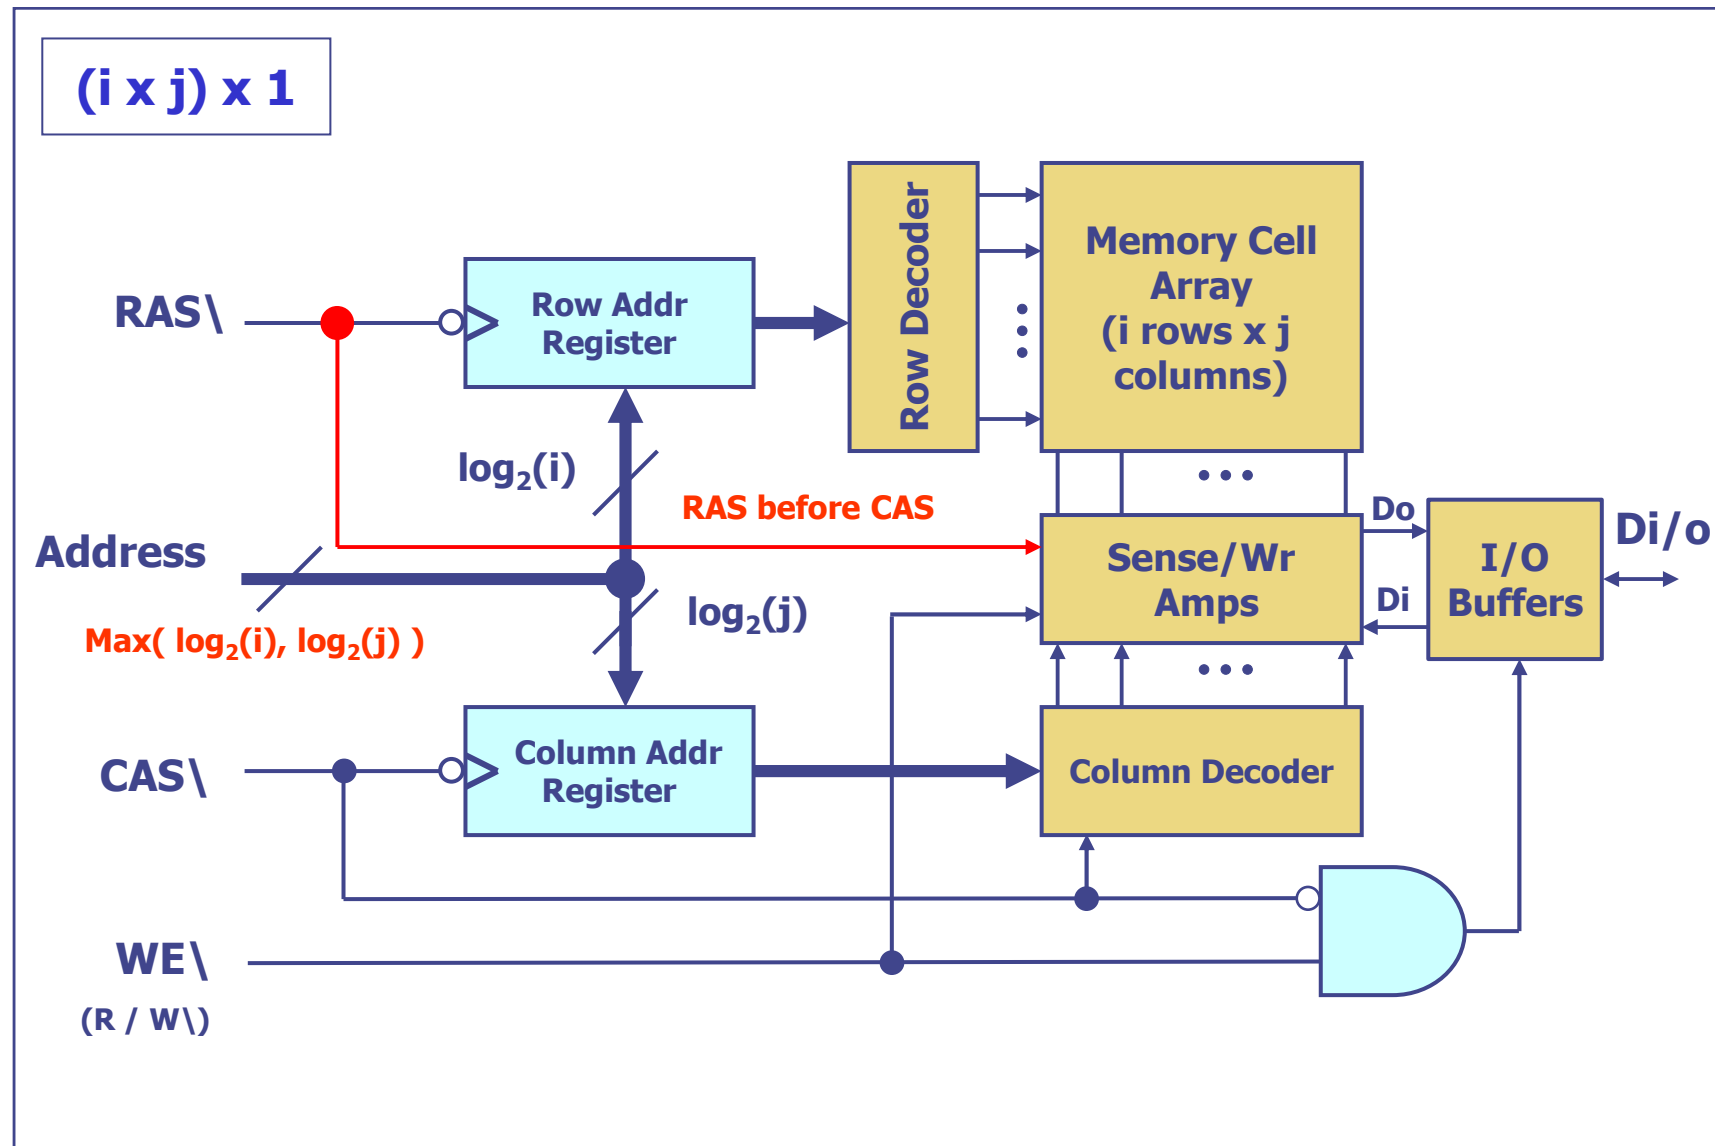 (i x j) x 1
RAS\
Row Addr
Register
Row Decoder
Memory Cell
Array
(i rows x j
columns)
log₂(i)
RAS before CAS
Address
Max( log₂(i), log₂(j) )
log₂(j)
Sense/Wr
Amps
Do
Di
I/O
Buffers
Di/o
CAS\
Column Addr
Register
Column Decoder
WE\
(R / W\)